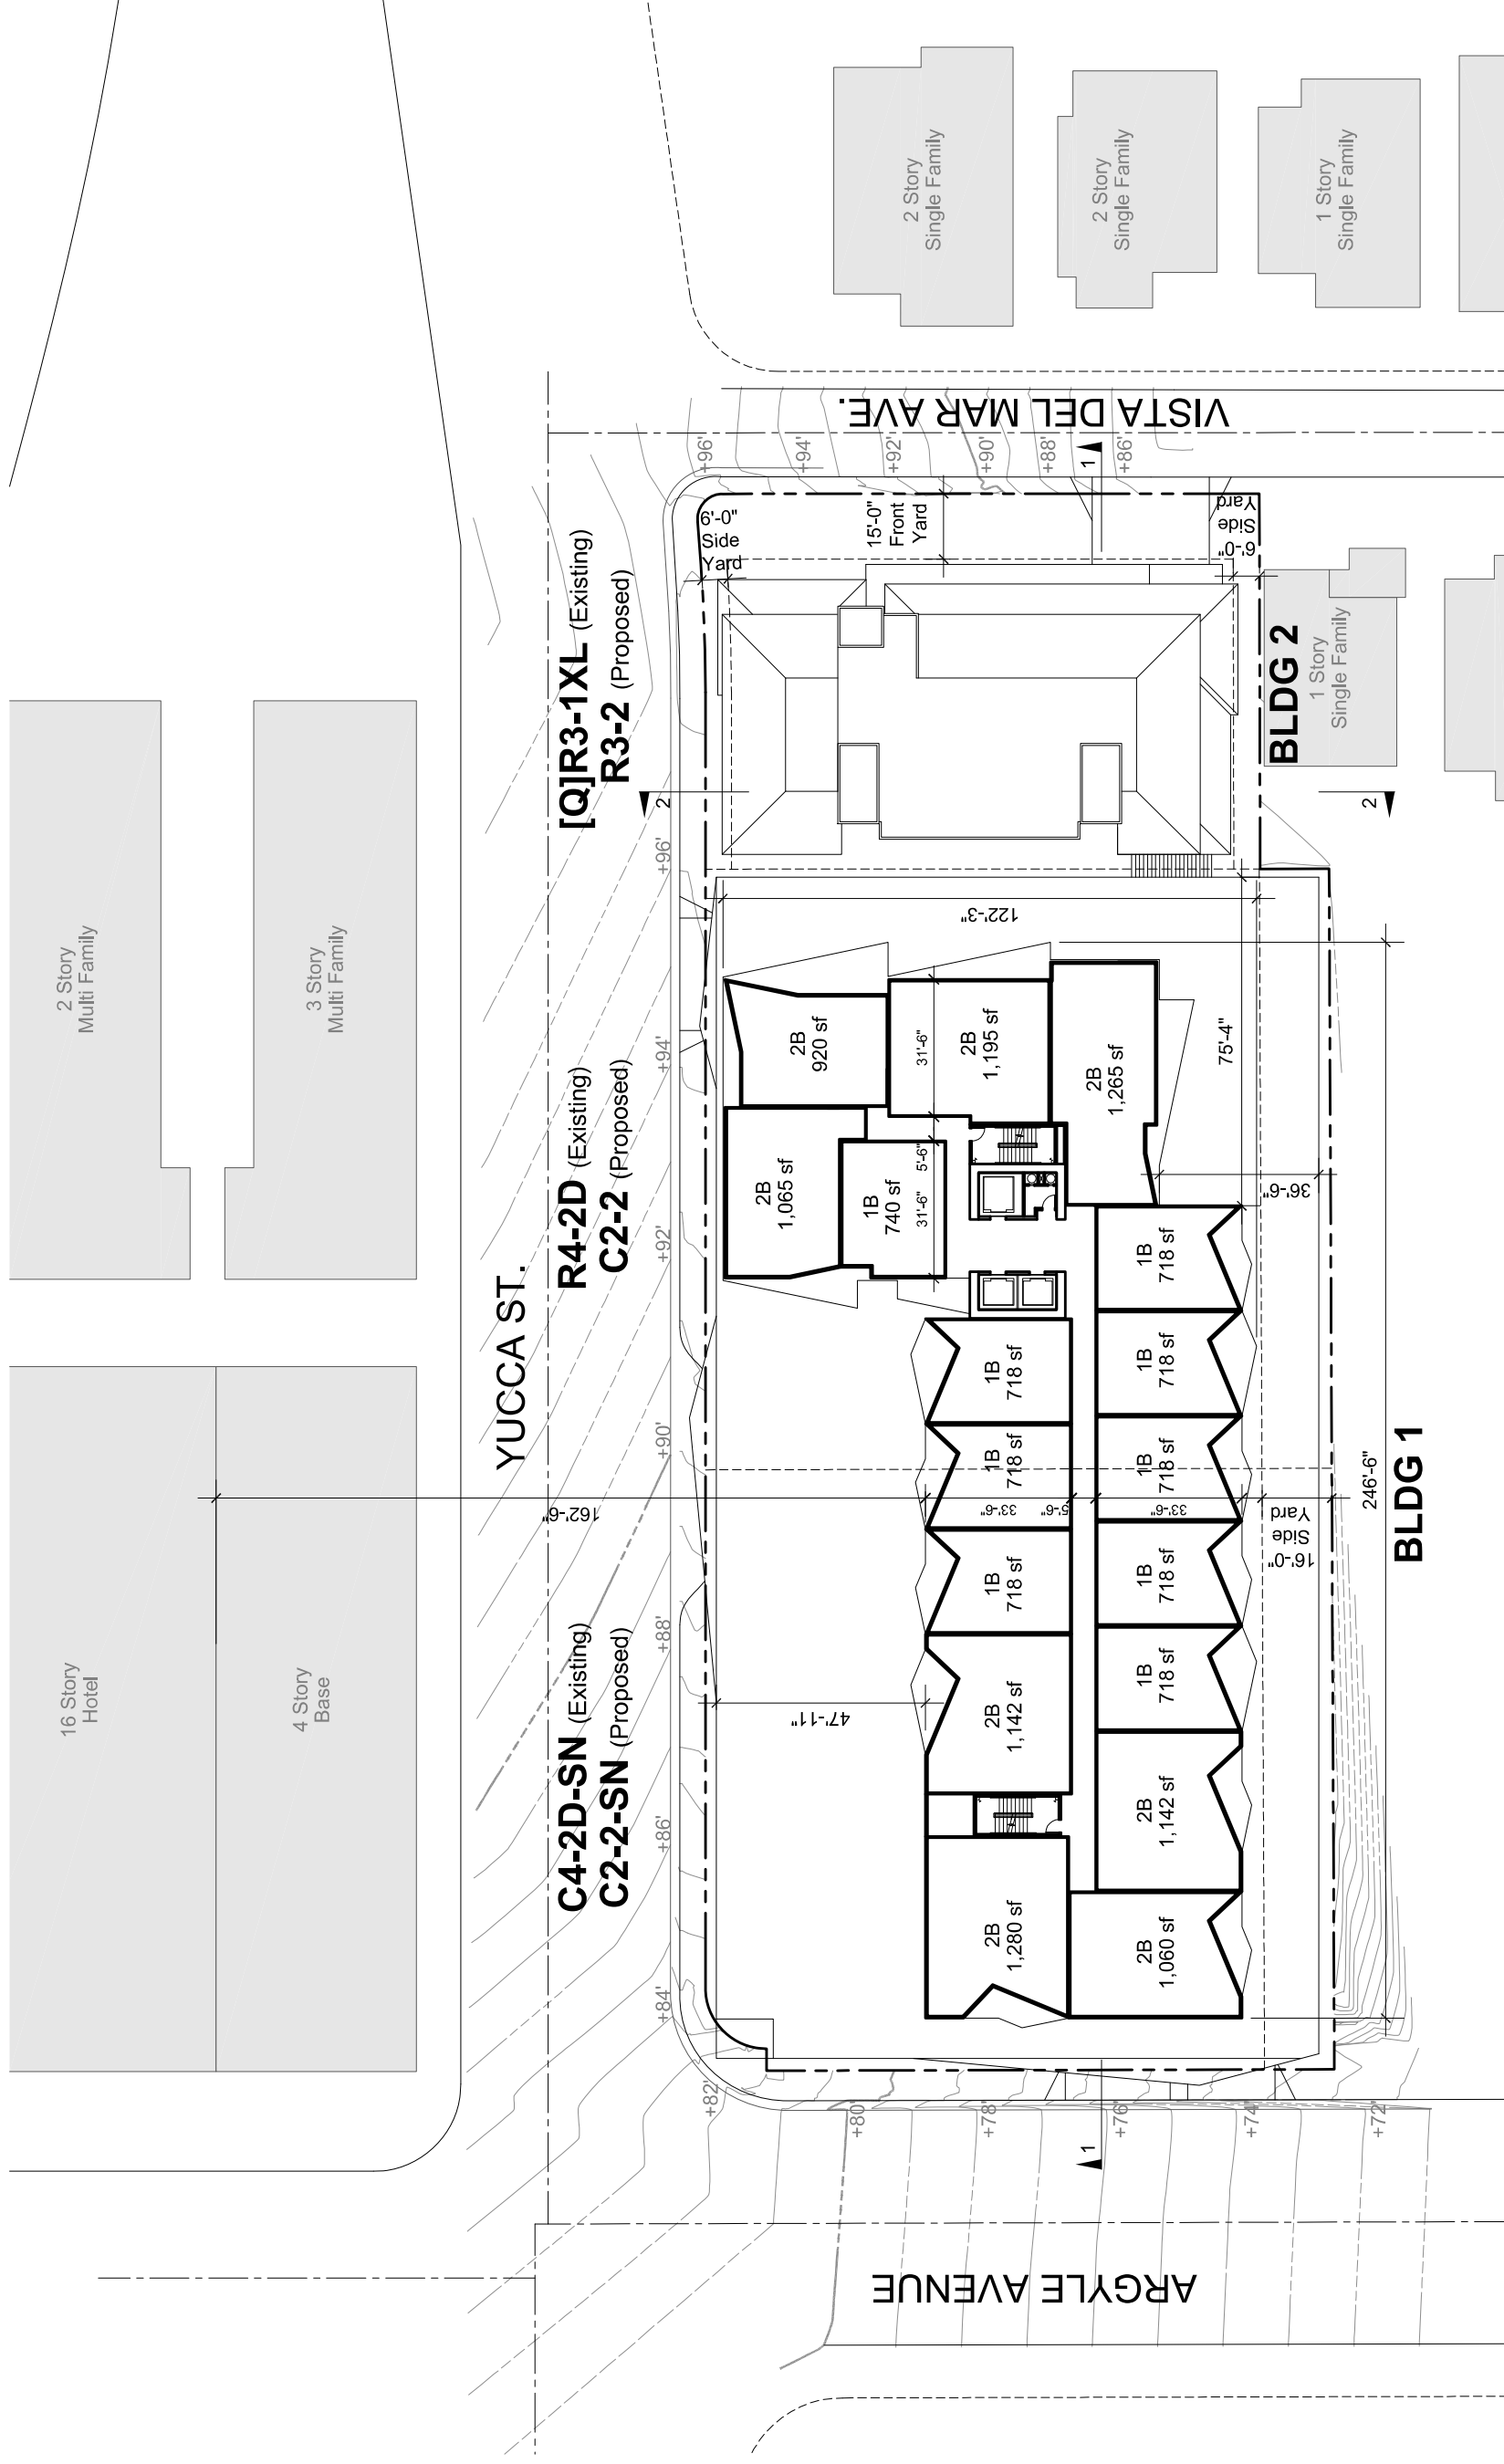 2 Story
Multi Family
3 Story
Multi Family
16 Story
Hotel
4 Story
Base
2 Story
Single Family
2 Story
Single Family
1 Story
Single Family
1 Story
Single Family
YUCCA ST.
VISTA DEL MAR AVE.
ARGYLE AVENUE
C4-2D-SN (Existing)
C2-2-SN (Proposed)
R4-2D (Existing)
C2-2 (Proposed)
[Q]R3-1XL (Existing)
R3-2 (Proposed)
BLDG 1
BLDG 2
+82'
+84'
+86'
+88'
+90'
+92'
+94'
+96'
+96'
+94'
+92'
+90'
+88'
+86'
+80'
+78'
+76'
+74'
+72'
6'-0"
Side
Yard
15'-0"
Front
Yard
6'-0"
Side
Yard
16'-0"
Side
Yard
162'-6"
47'-11"
122'-3"
75'-4"
36'-6"
246'-6"
33'-6"
5'-6"
33'-6"
31'-6"
5'-6"
31'-6"
2B
920 sf
2B
1,195 sf
2B
1,265 sf
2B
1,065 sf
1B
740 sf
1B
718 sf
1B
718 sf
1B
718 sf
2B
1,142 sf
2B
1,280 sf
1B
718 sf
1B
718 sf
1B
718 sf
1B
718 sf
1B
718 sf
2B
1,142 sf
2B
1,060 sf
1
1
2
2